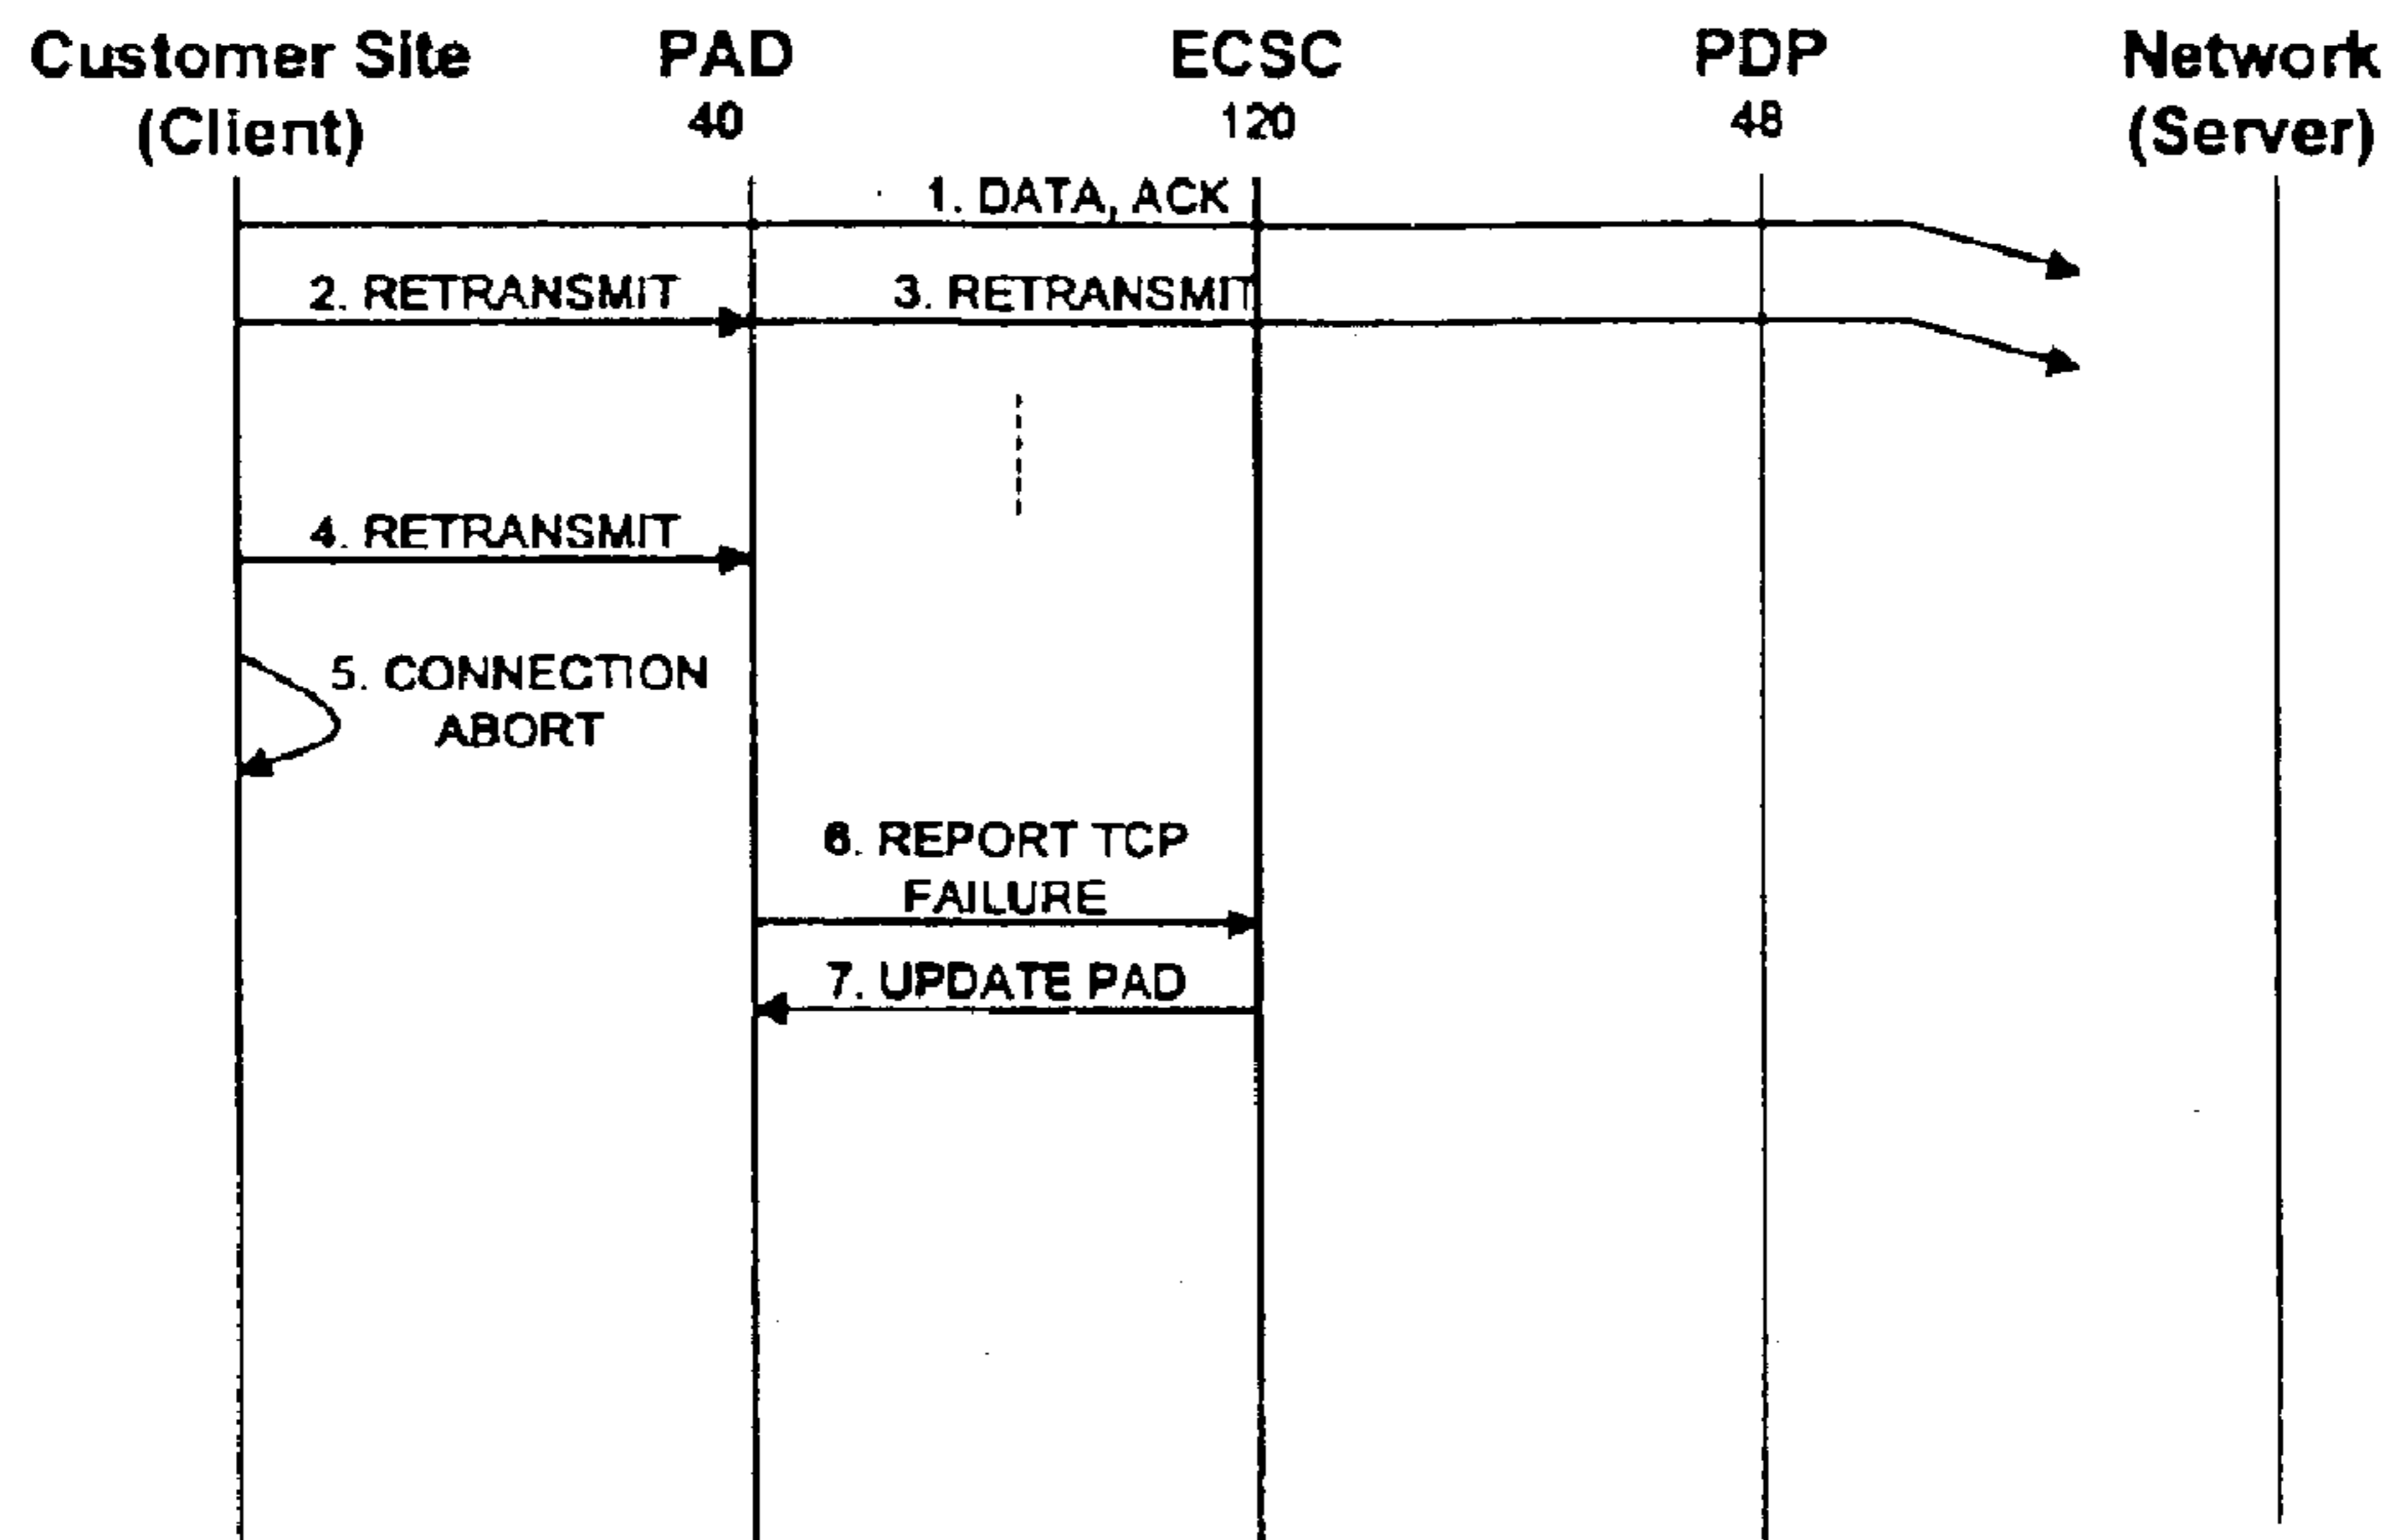 Customer Site PAD ECSC PDP Network
(Client) 40 120 48 (Server)
1. DATA, ACK
2. RETRANSMIT 3. RETRANSMIT
4. RETRANSMIT
5. CONNECTION
ABORT
6. REPORT TCP
FAILURE
7. UPDATE PAD